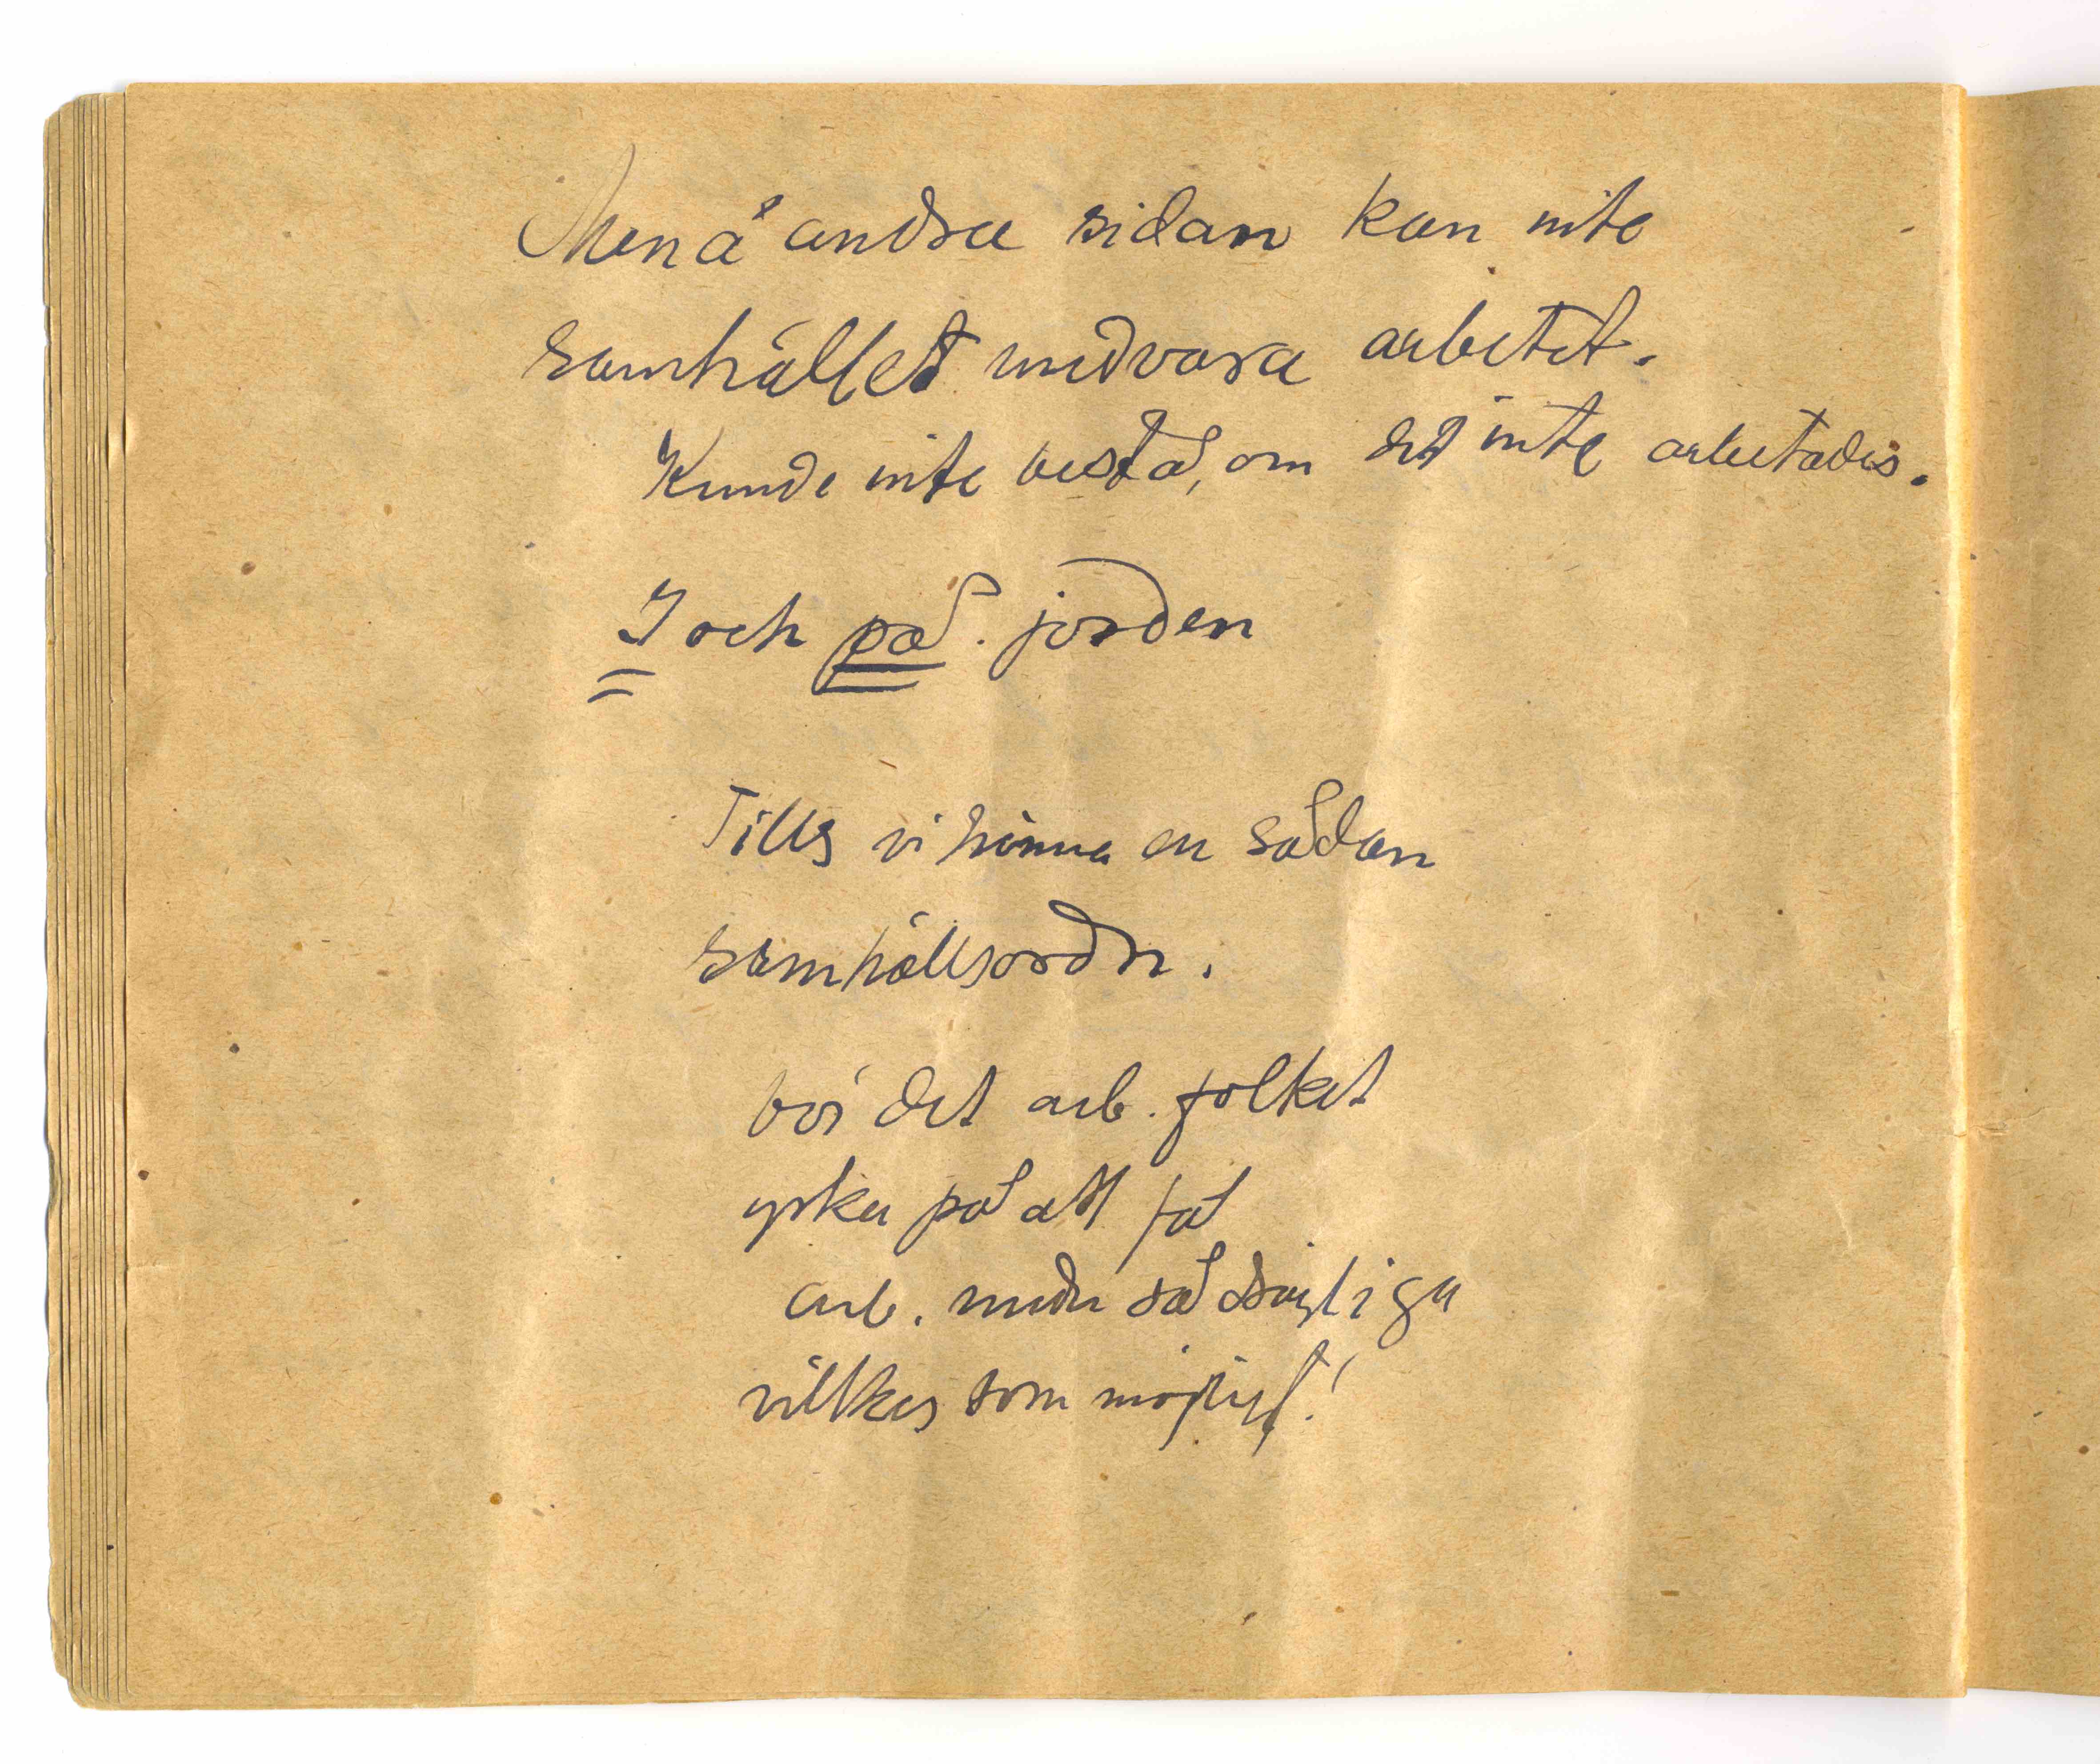 Men å andra sidan kan inte
samhället undvara arbetet.
Kunde inte bestå, om det inte arbetades.
I och på jorden
Tills vi hinna en sådan
samhällsordn.
bör det arb. folket
yrka på att få
arb. under så drägliga
villkor som möjligt!